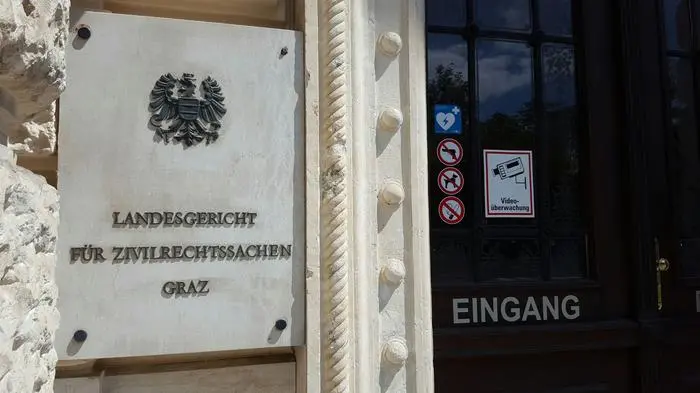 LANDESGERICHT
FÜR ZIVILRECHTSSACHEN
GRAZ
Video-
überwachung
EINGANG